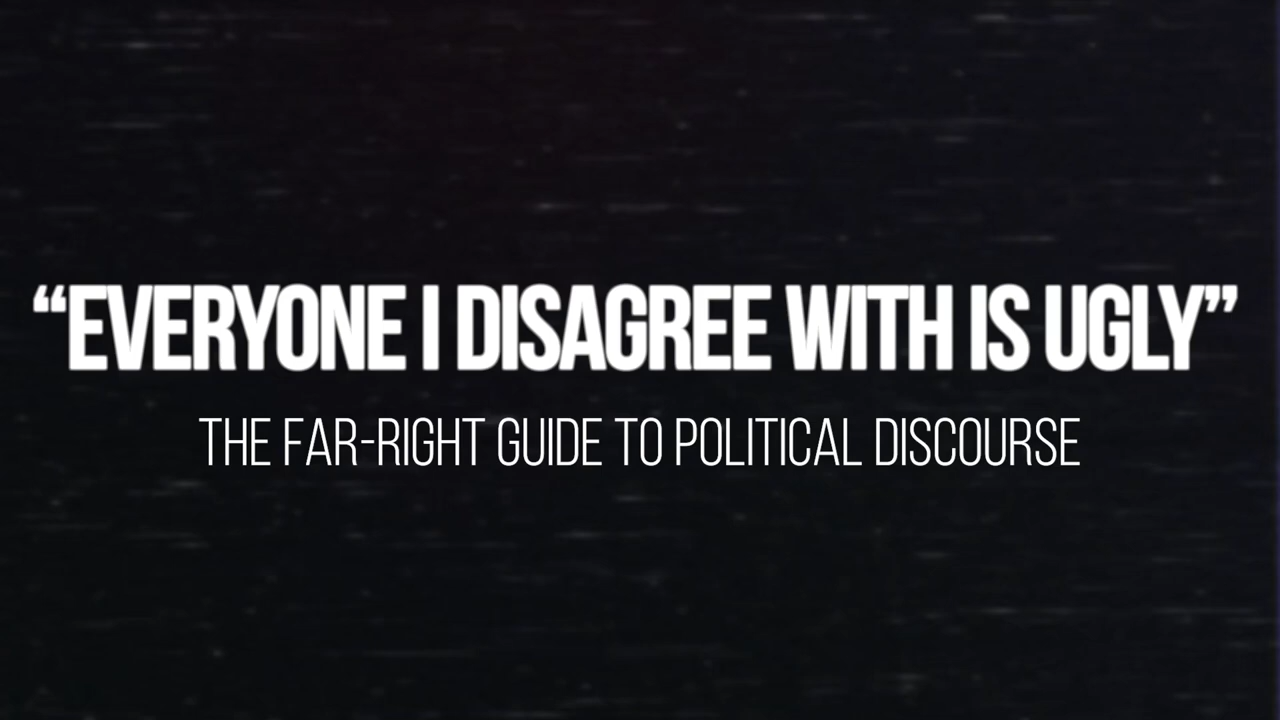 “EVERYONE I DISAGREE WITH IS UGLY”
THE FAR-RIGHT GUIDE TO POLITICAL DISCOURSE